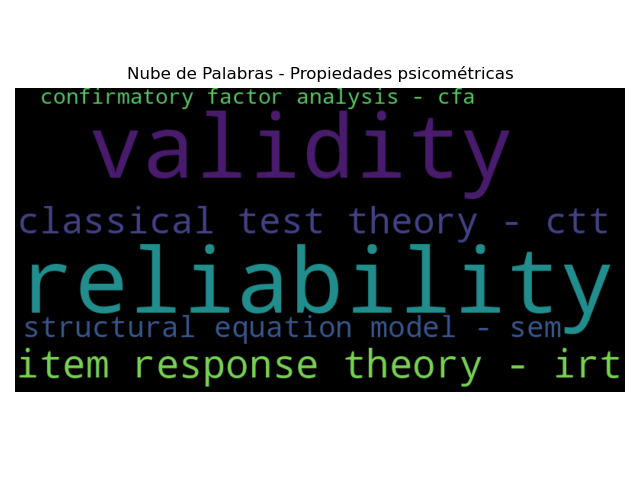 Nube de Palabras - Propiedades psicométricas
confirmatory factor analysis - cfa
validity
classical test theory - ctt
reliability
structural equation model - sem
item response theory - irt